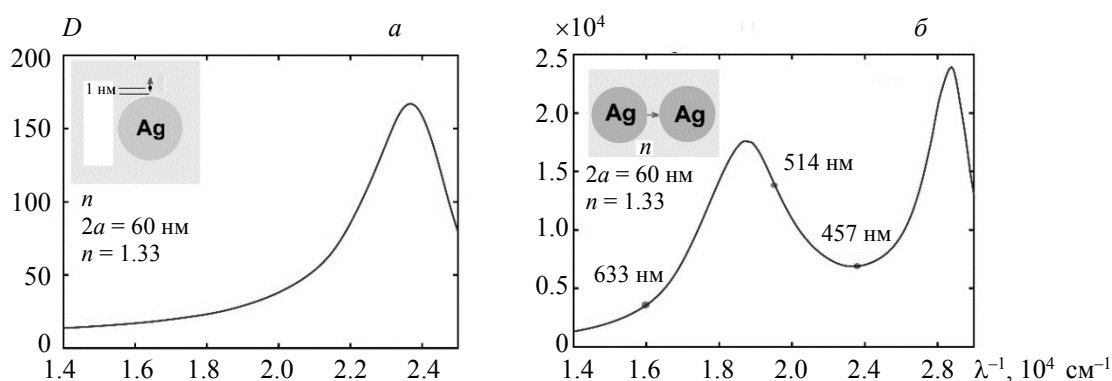 D
a
200
150
100
50
0
1 нм
Ag
n
2a = 60 нм
n = 1.33
1.4 1.6 1.8 2.0 2.2 2.4
×10⁴
б
2.5
2.0
1.5
1.0
0.5
0
Ag Ag
n
2a = 60 нм
n = 1.33
514 нм
457 нм
633 нм
1.4 1.6 2.0 2.4 2.8 λ⁻¹, 10⁴ см⁻¹